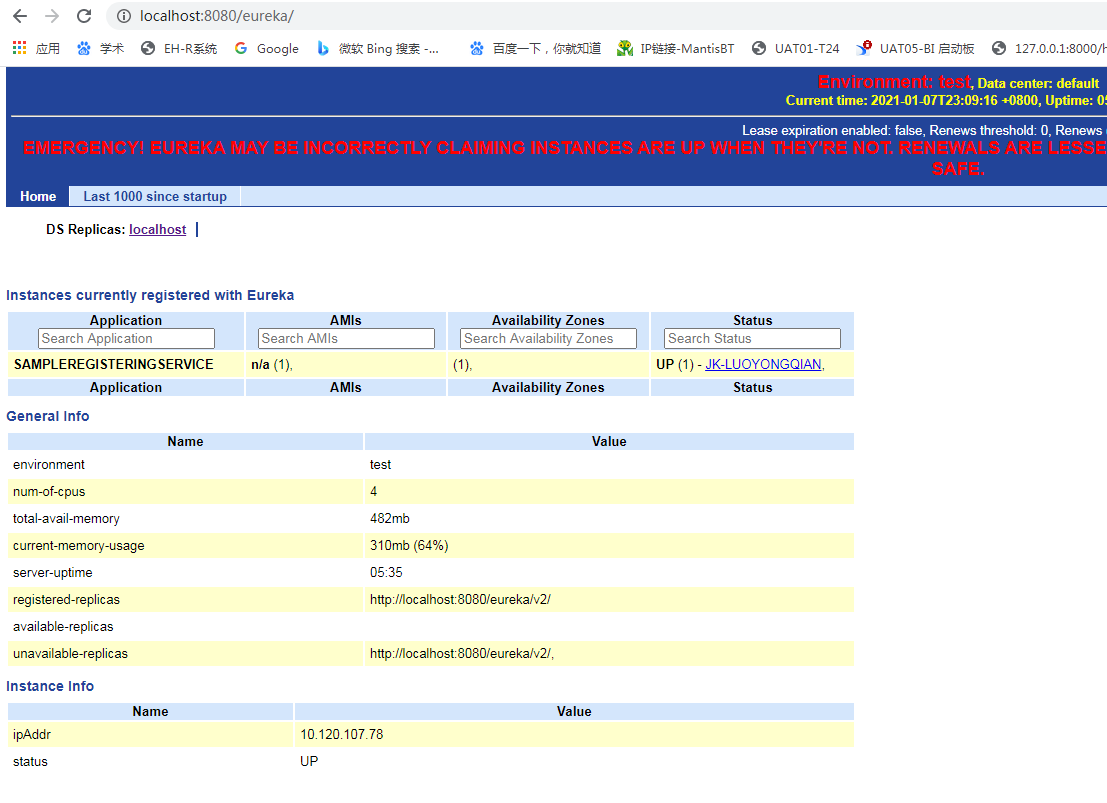 localhost:8080/eureka/
应用 学术 EH-R系统 Google 微软 Bing 搜索 -... 百度一下，你就知道 IP链接-MantisBT UAT01-T24 UAT05-BI 启动板 127.0.0.1:8000/h
Environment: test, Data center: default
Current time: 2021-01-07T23:09:16 +0800, Uptime: 05
Lease expiration enabled: false, Renews threshold: 0, Renews
EMERGENCY! EUREKA MAY BE INCORRECTLY CLAIMING INSTANCES ARE UP WHEN THEY'RE NOT. RENEWALS ARE LESSE
SAFE.
Home Last 1000 since startup
DS Replicas: localhost
Instances currently registered with Eureka
Application AMIs Availability Zones Status
Search Application Search AMIs Search Availability Zones Search Status
SAMPLEREGISTERINGSERVICE n/a (1), (1), UP (1) - JK-LUOYONGQIAN,
Application AMIs Availability Zones Status
General Info
Name Value
environment test
num-of-cpus 4
total-avail-memory 482mb
current-memory-usage 310mb (64%)
server-uptime 05:35
registered-replicas http://localhost:8080/eureka/v2/
available-replicas
unavailable-replicas http://localhost:8080/eureka/v2/,
Instance Info
Name Value
ipAddr 10.120.107.78
status UP